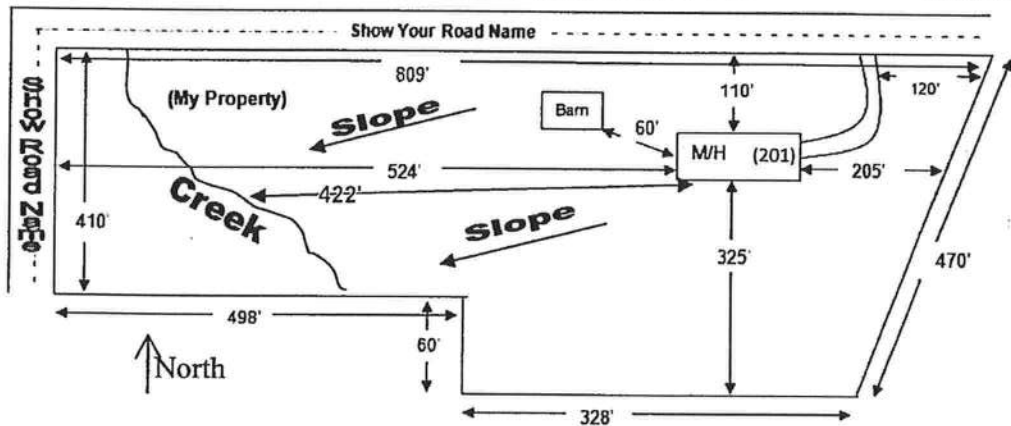 Show Your Road Name
809'
110'
120'
(My Property)
Slope
Barn
60'
M/H (201)
Show Road Name
524'
205'
422'
410'
Creek
Slope
325'
470'
498'
60'
North
328'